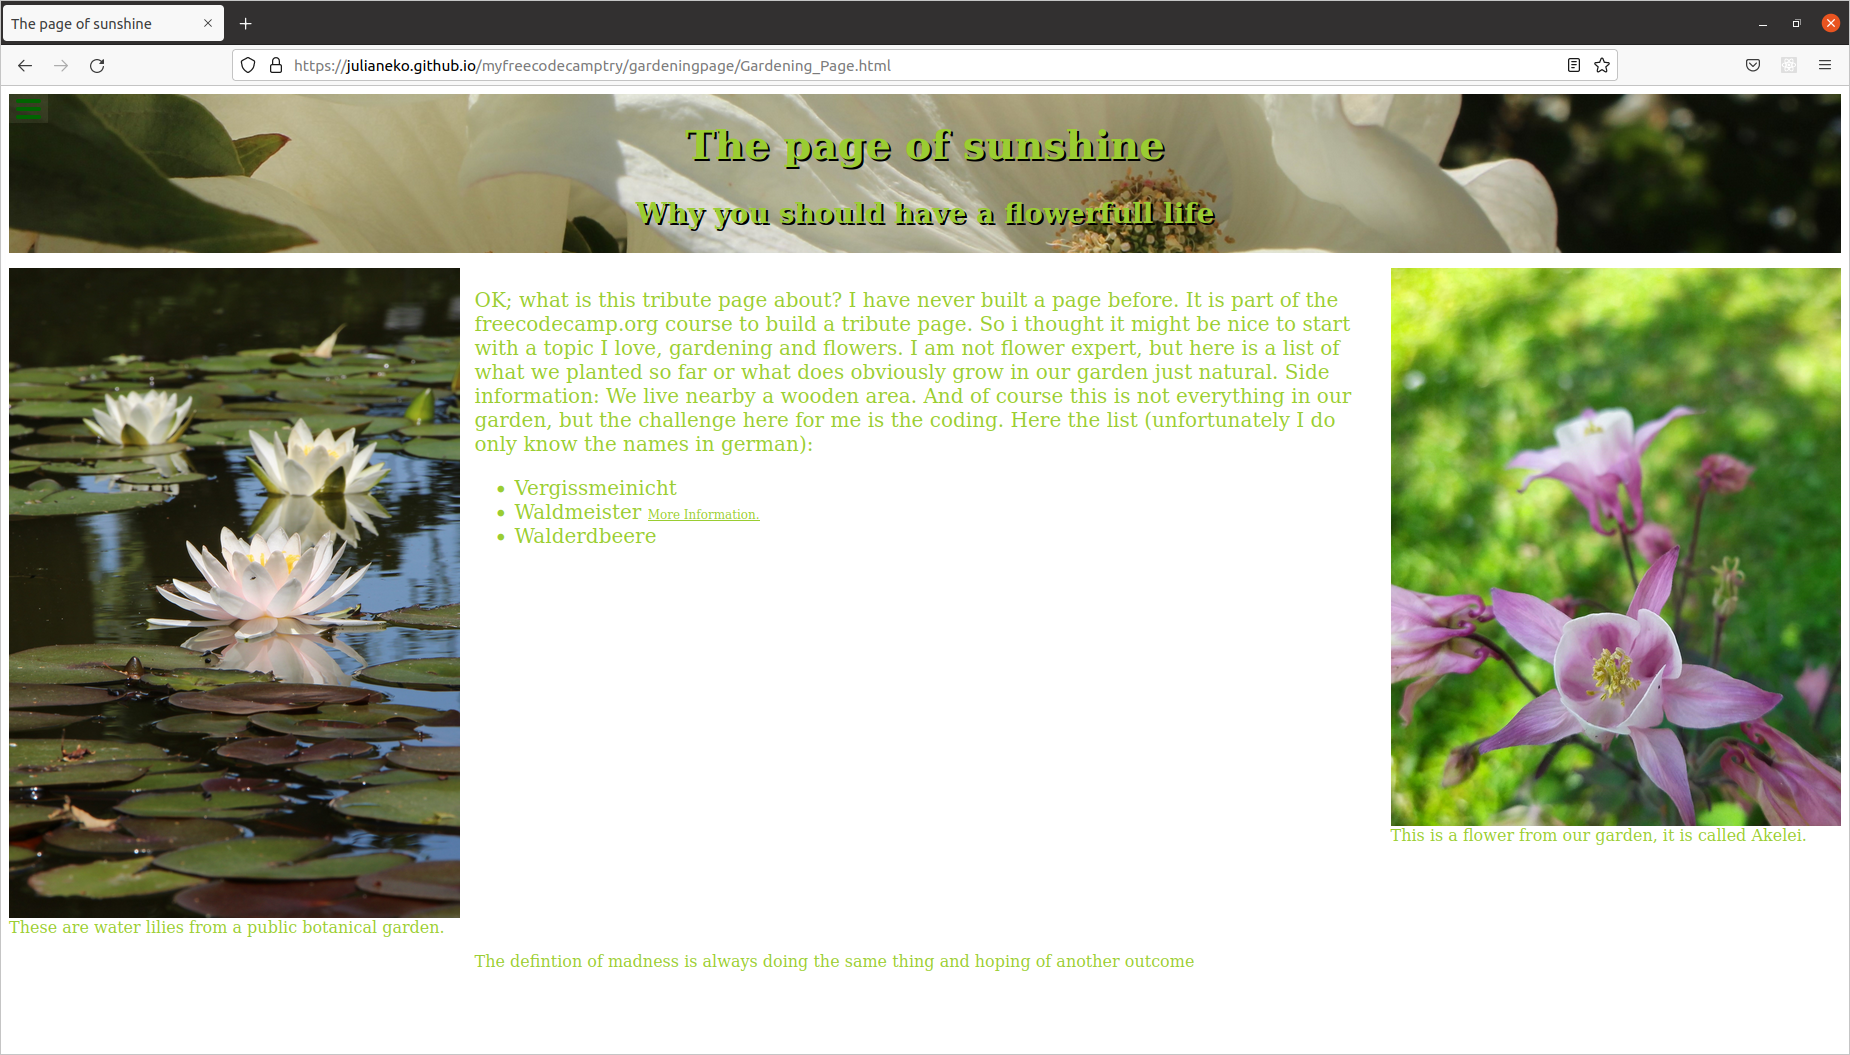 The page of sunshine
https://julianeko.github.io/myfreecodecamptry/gardeningpage/Gardening_Page.html
The page of sunshine
Why you should have a flowerfull life
OK; what is this tribute page about? I have never built a page before. It is part of the
freecodecamp.org course to build a tribute page. So i thought it might be nice to start
with a topic I love, gardening and flowers. I am not flower expert, but here is a list of
what we planted so far or what does obviously grow in our garden just natural. Side
information: We live nearby a wooden area. And of course this is not everything in our
garden, but the challenge here for me is the coding. Here the list (unfortunately I do
only know the names in german):
• Vergissmeinicht
• Waldmeister More Information.
• Walderdbeere
This is a flower from our garden, it is called Akelei.
These are water lilies from a public botanical garden.
The defintion of madness is always doing the same thing and hoping of another outcome